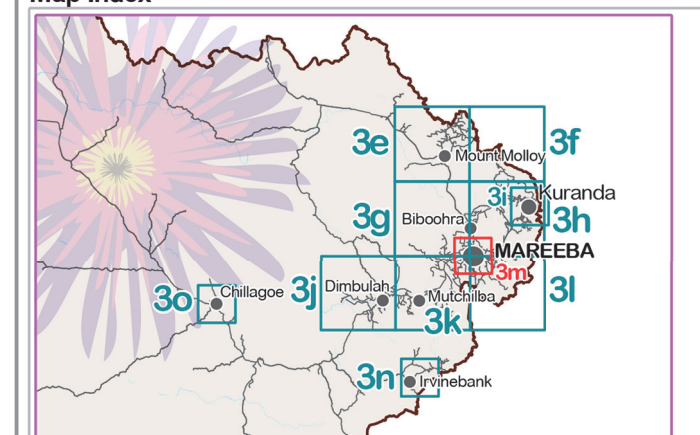 Map Index
3e
3f
Mount Molloy
3i
Kuranda
3g
Biboohra
3h
MAREEBA
3m
3o
Chillagoe
3j
Dimbulah
Mutchilba
3l
3k
3n
Irvinebank